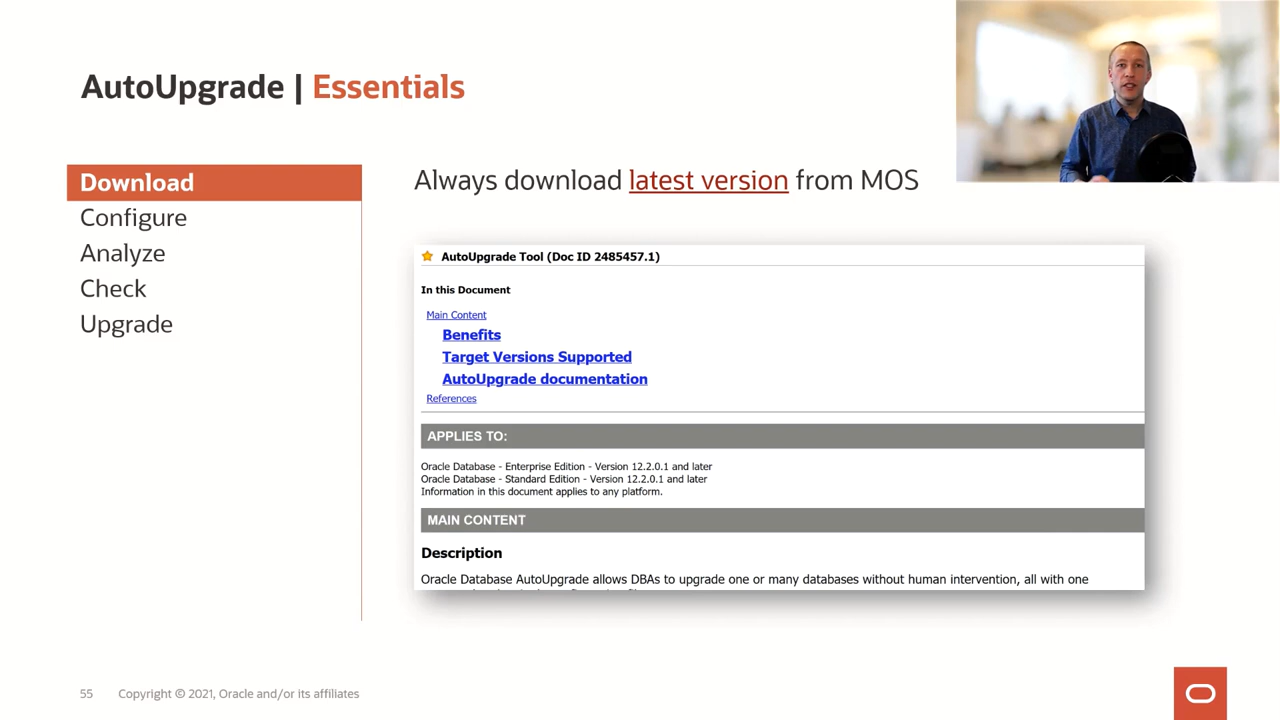 AutoUpgrade | Essentials
Download
Configure
Analyze
Check
Upgrade
Always download latest version from MOS
AutoUpgrade Tool (Doc ID 2485457.1)
In this Document
Main Content
Benefits
Target Versions Supported
AutoUpgrade documentation
References
APPLIES TO:
Oracle Database - Enterprise Edition - Version 12.2.0.1 and later
Oracle Database - Standard Edition - Version 12.2.0.1 and later
Information in this document applies to any platform.
MAIN CONTENT
Description
Oracle Database AutoUpgrade allows DBAs to upgrade one or many databases without human intervention, all with one
55 Copyright © 2021, Oracle and/or its affiliates